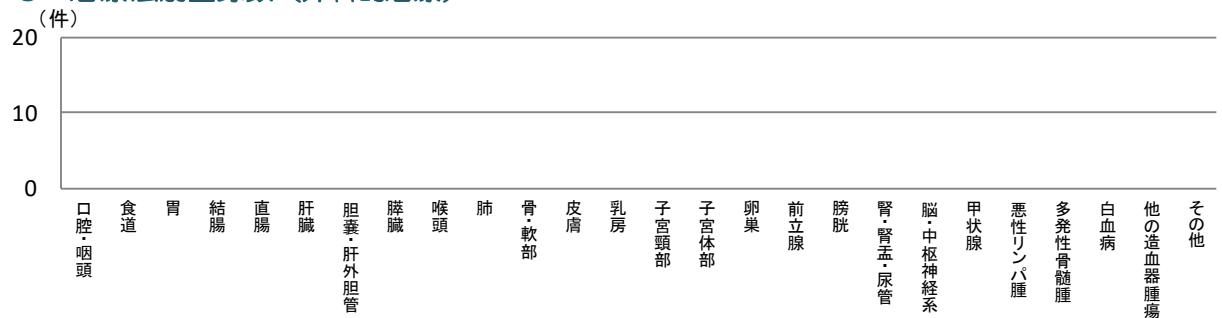 (件)
20
10
0
口腔・咽頭
食道
胃
結腸
直腸
肝臓
胆嚢・肝外胆管
膵臓
喉頭
肺
骨・軟部
皮膚
乳房
子宮頸部
子宮体部
卵巣
前立腺
膀胱
腎・腎盂・尿管
脳・中枢神経系
甲状腺
悪性リンパ腫
多発性骨髄腫
白血病
他の造血器腫瘍
その他